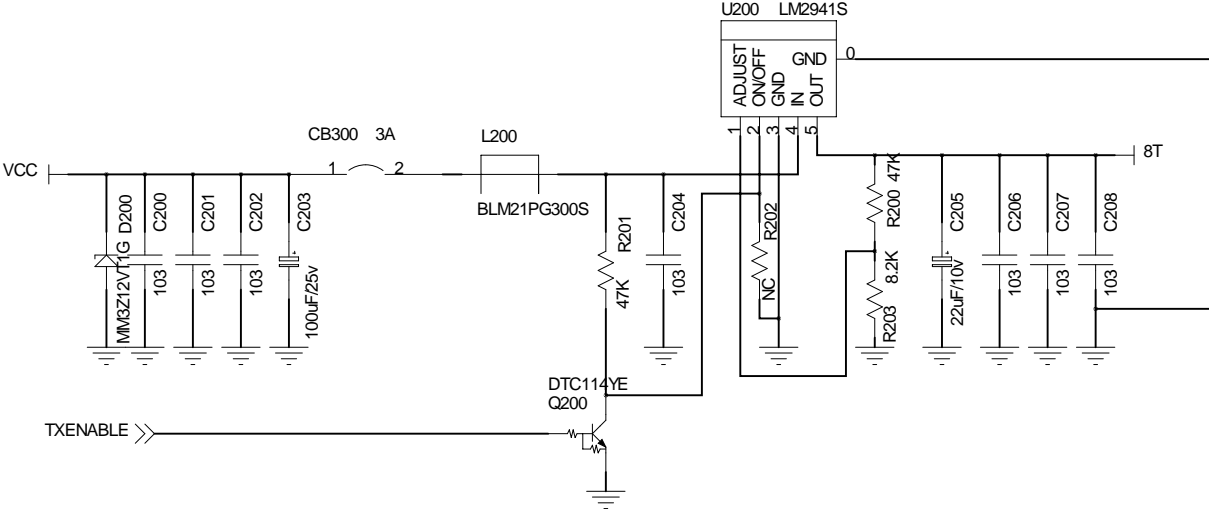 U200 LM2941S
ADJUST
ON/OFF
GND
IN
OUT
GND
0
1
2
3
4
5
CB300 3A
1 2
L200
BLM21PG300S
VCC
8T
MM3Z12VT1G D200
C200
103
C201
103
C202
103
C203
100uF/25v
+
R201
47K
C204
103
R202
NC
R200 47K
R203 8.2K
C205
22uF/10v
+
C206
103
C207
103
C208
103
DTC114YE
Q200
TXENABLE